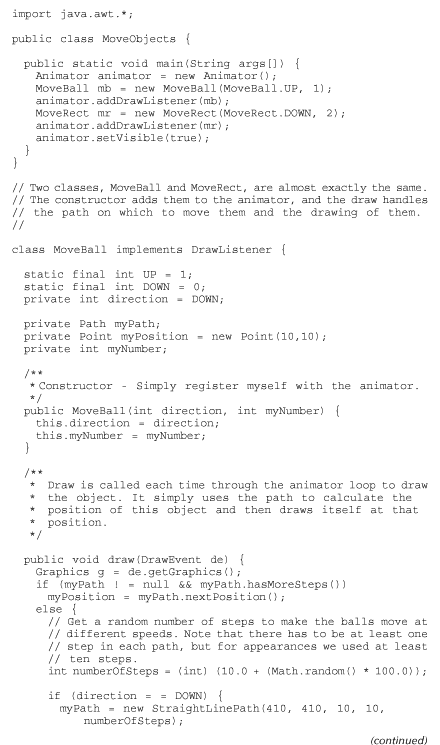 import java.awt.*;
public class MoveObjects {
public static void main(String args[]) {
Animator animator = new Animator();
MoveBall mb = new MoveBall(MoveBall.UP, 1);
animator.addDrawListener(mb);
MoveRect mr = new MoveRect(MoveRect.DOWN, 2);
animator.addDrawListener(mr);
animator.setVisible(true);
}
}
// Two classes, MoveBall and MoveRect, are almost exactly the same.
// The constructor adds them to the animator, and the draw handles
// the path on which to move them and the drawing of them.
//
class MoveBall implements DrawListener {
static final int UP = 1;
static final int DOWN = 0;
private int direction = DOWN;
private Path myPath;
private Point myPosition = new Point(10,10);
private int myNumber;
/**
* Constructor - Simply register myself with the animator.
*/
public MoveBall(int direction, int myNumber) {
this.direction = direction;
this.myNumber = myNumber;
}
/**
* Draw is called each time through the animator loop to draw
* the object. It simply uses the path to calculate the
* position of this object and then draws itself at that
* position.
*/
public void draw(DrawEvent de) {
Graphics g = de.getGraphics();
if (myPath ! = null && myPath.hasMoreSteps())
myPosition = myPath.nextPosition();
else {
// Get a random number of steps to make the balls move at
// different speeds. Note that there has to be at least one
// step in each path, but for appearances we used at least
// ten steps.
int numberOfSteps = (int) (10.0 + (Math.random() * 100.0));
if (direction = = DOWN) {
myPath = new StraightLinePath(410, 410, 10, 10,
numberOfSteps);
(continued)